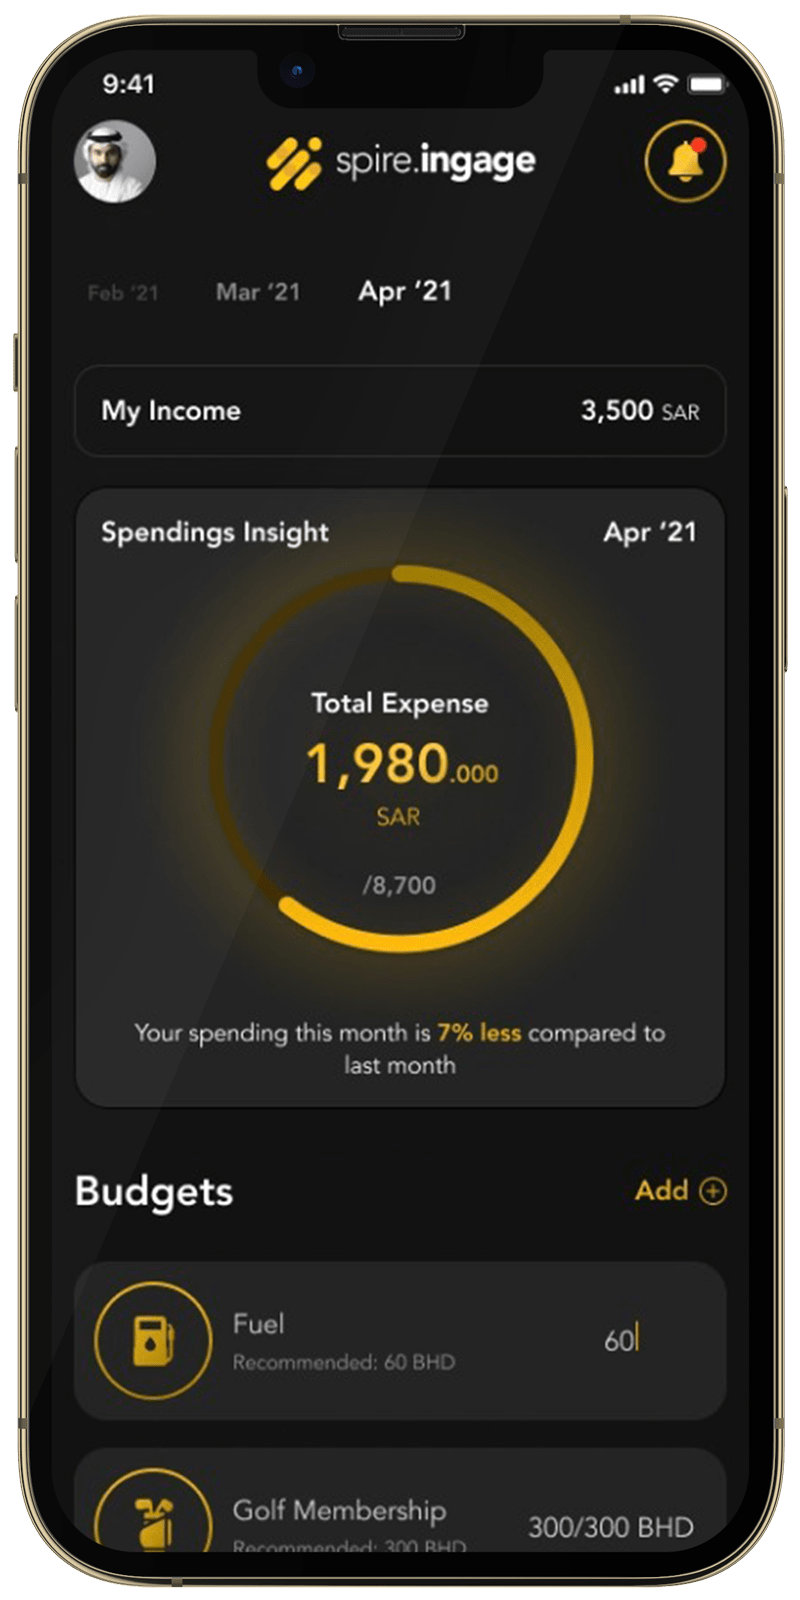 9:41
spire.ingage
Feb ‘21 Mar ‘21 Apr ‘21
My Income 3,500 SAR
Spendings Insight Apr ‘21
Total Expense
1,980.000
SAR
/8,700
Your spending this month is 7% less compared to
last month
Budgets Add
Fuel
60
Recommended: 60 BHD
Golf Membership
300/300 BHD
Recommended: 300 BHD